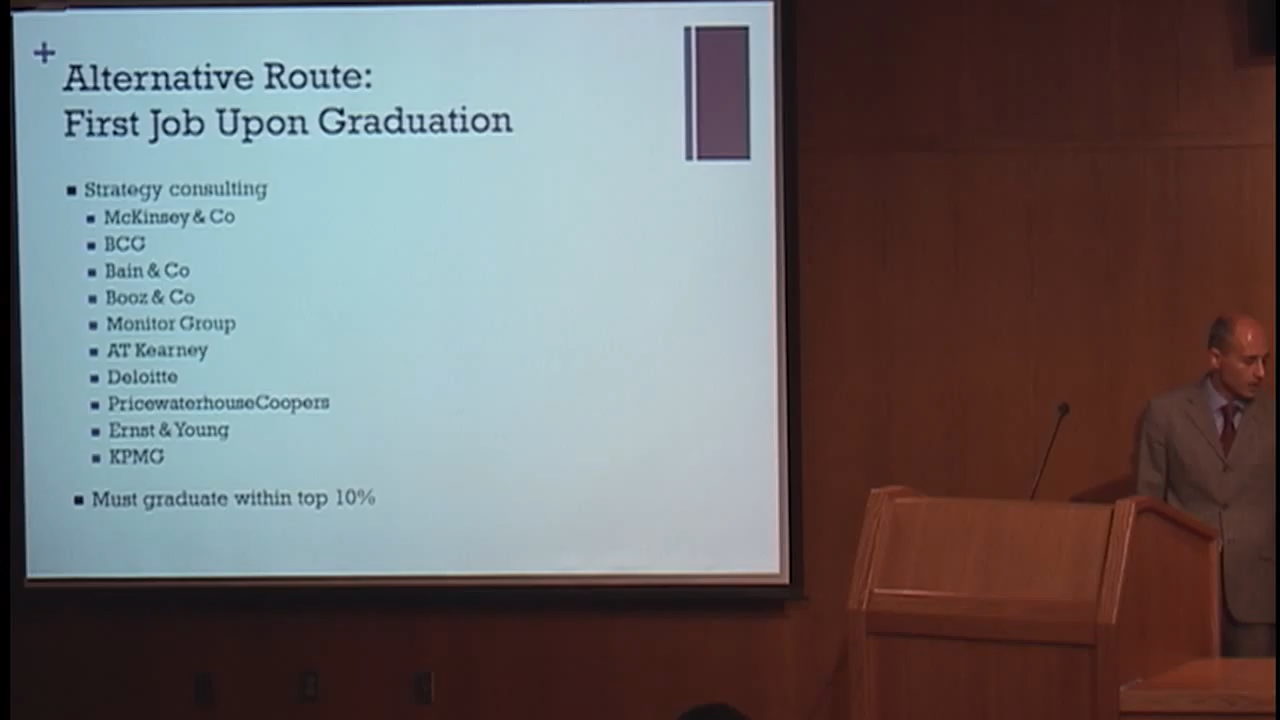 +
Alternative Route:
First Job Upon Graduation
Strategy consulting
McKinsey & Co
BCG
Bain & Co
Booz & Co
Monitor Group
AT Kearney
Deloitte
PricewaterhouseCoopers
Ernst & Young
KPMG
Must graduate within top 10%